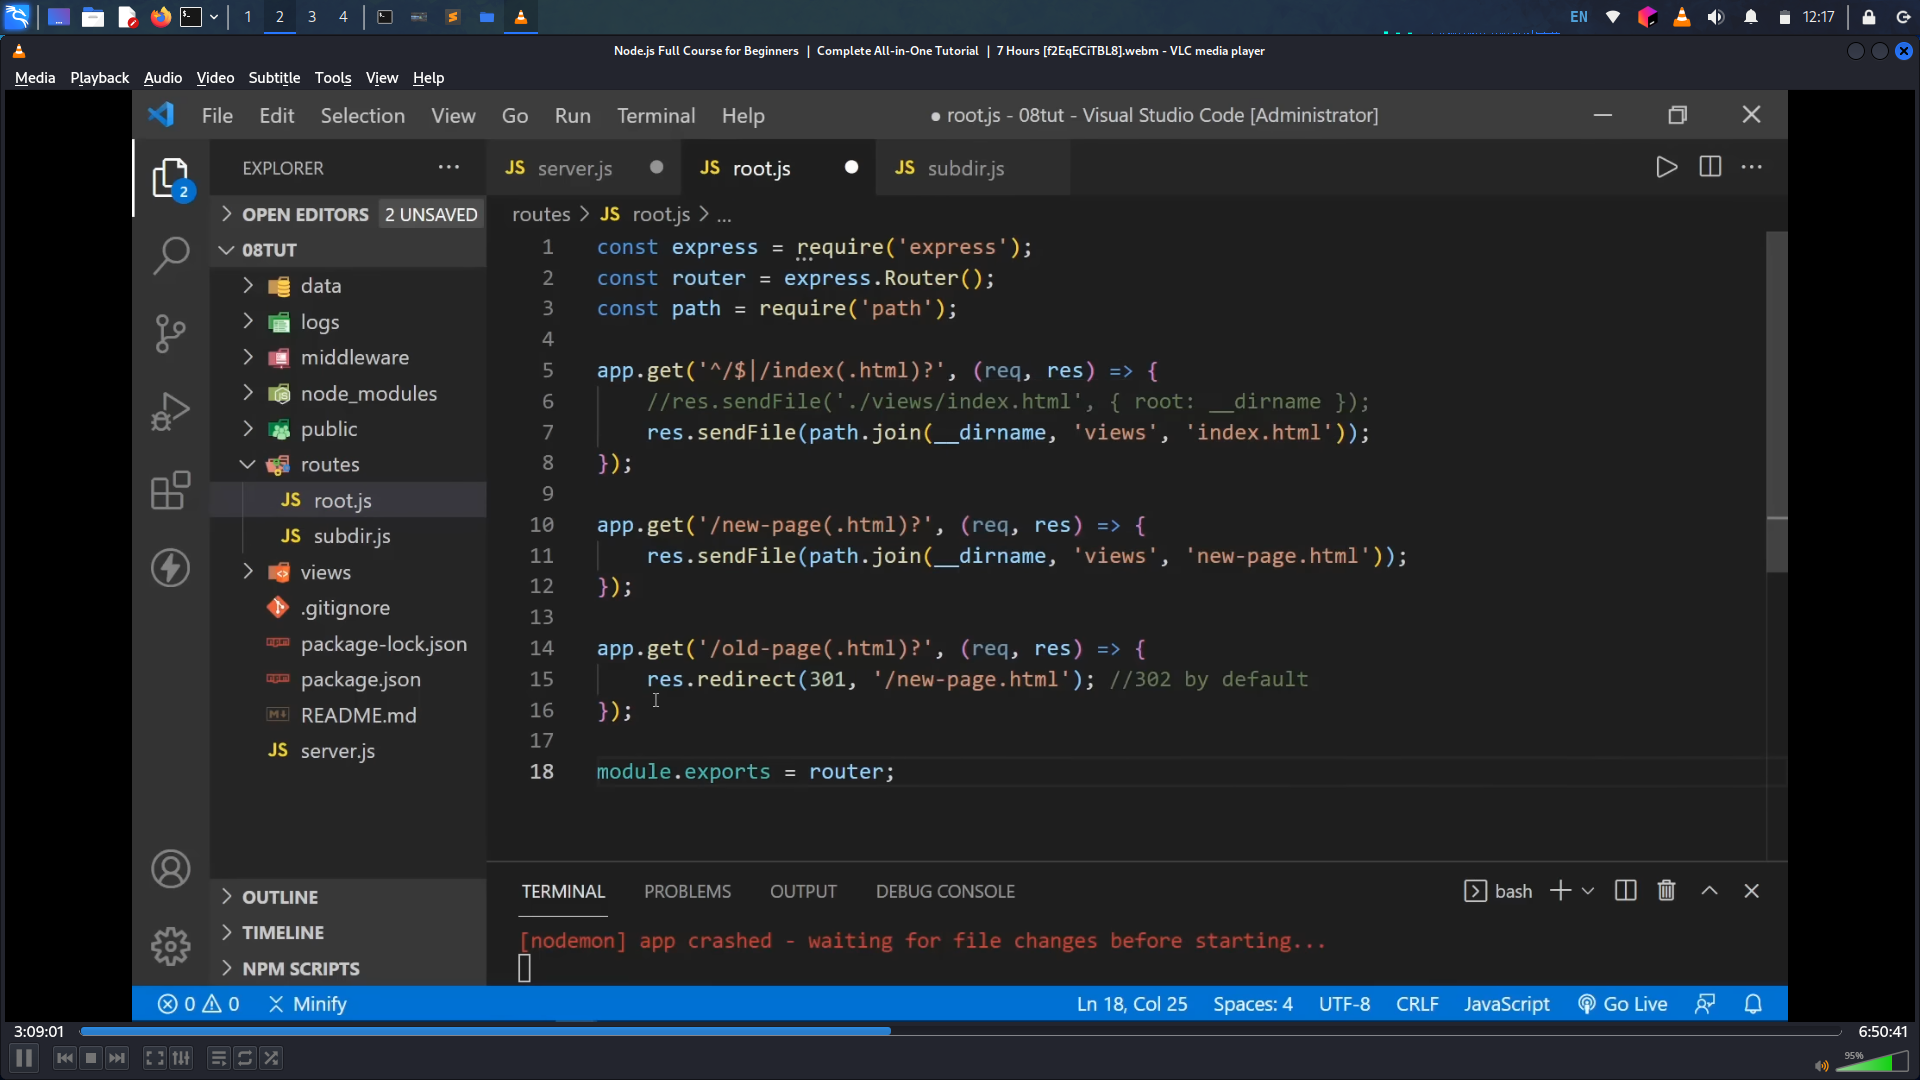 1 2 3 4 EN 12:17
Node.js Full Course for Beginners | Complete All-in-One Tutorial | 7 Hours [f2EqECiTBL8].webm - VLC media player
Media Playback Audio Video Subtitle Tools View Help
File Edit Selection View Go Run Terminal Help ● root.js - 08tut - Visual Studio Code [Administrator]
EXPLORER ··· JS server.js JS root.js JS subdir.js ···
2
OPEN EDITORS 2 UNSAVED routes > JS root.js > ...
08TUT
data
logs
middleware
node_modules
public
routes
JS root.js
JS subdir.js
views
.gitignore
package-lock.json
package.json
README.md
JS server.js
OUTLINE
TIMELINE
NPM SCRIPTS
1 const express = require('express');
2 const router = express.Router();
3 const path = require('path');
4
5 app.get('^/$|/index(.html)?', (req, res) => {
6 //res.sendFile('./views/index.html', { root: __dirname });
7 res.sendFile(path.join(__dirname, 'views', 'index.html'));
8 });
9
10 app.get('/new-page(.html)?', (req, res) => {
11 res.sendFile(path.join(__dirname, 'views', 'new-page.html'));
12 });
13
14 app.get('/old-page(.html)?', (req, res) => {
15 res.redirect(301, '/new-page.html'); //302 by default
16 });
17
18 module.exports = router;
TERMINAL PROBLEMS OUTPUT DEBUG CONSOLE bash
[nodemon] app crashed - waiting for file changes before starting...
0 0 Minify Ln 18, Col 25 Spaces: 4 UTF-8 CRLF JavaScript Go Live
3:09:01 6:50:41
95%